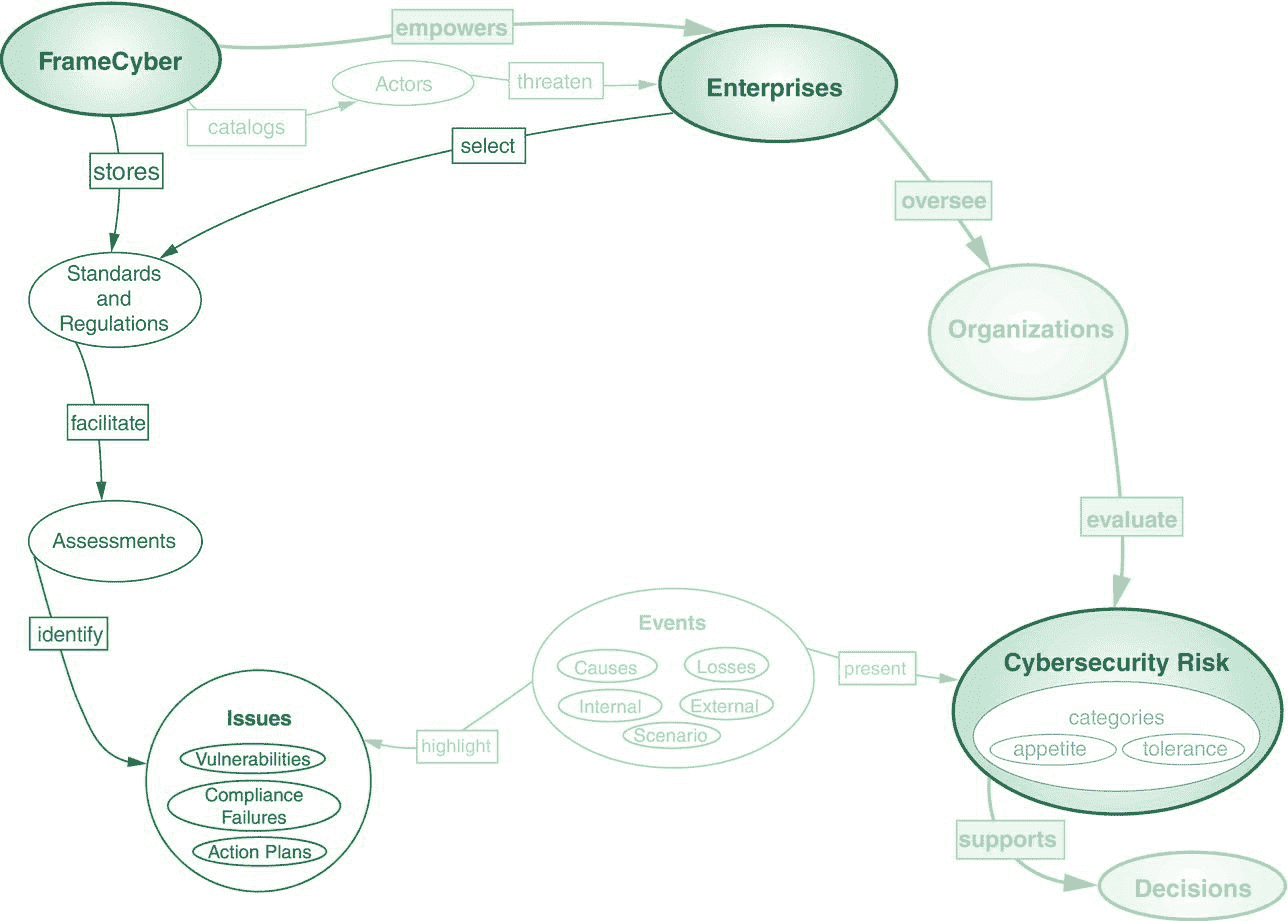 empowers
FrameCyber
Enterprises
Actors
threaten
catalogs
select
stores
oversee
Standards
and
Regulations
Organizations
facilitate
evaluate
Assessments
identify
Events
Causes
Losses
Internal
External
Scenario
present
Cybersecurity Risk
categories
appetite
tolerance
highlight
Issues
Vulnerabilities
Compliance
Failures
Action Plans
supports
Decisions